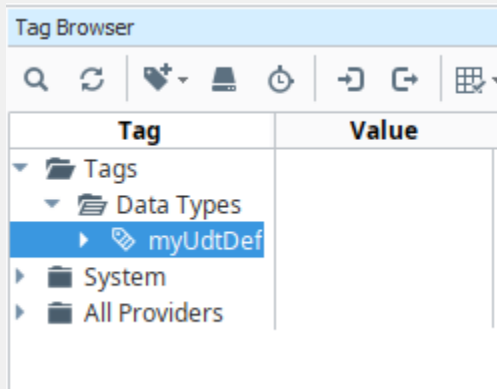 Tag Browser
Tag Value
Tags
Data Types
myUdtDef
System
All Providers